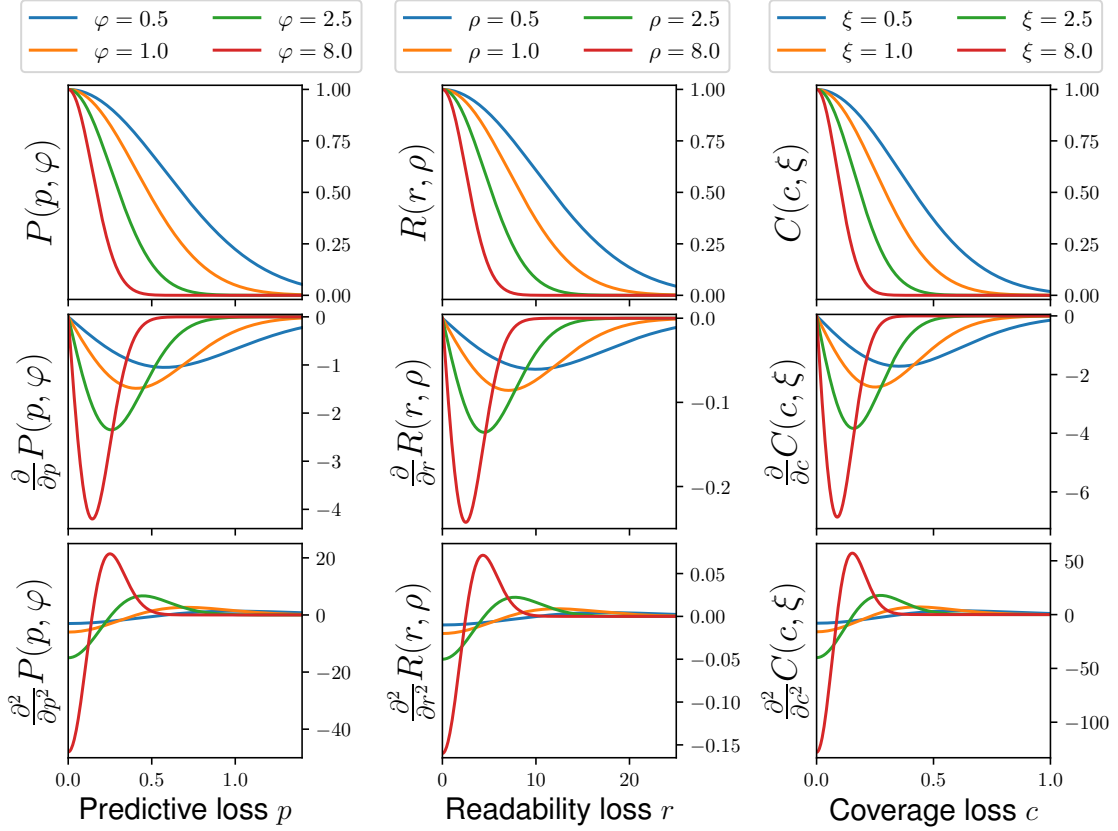 φ = 0.5 φ = 2.5 ρ = 0.5 ρ = 2.5 ξ = 0.5 ξ = 2.5
φ = 1.0 φ = 8.0 ρ = 1.0 ρ = 8.0 ξ = 1.0 ξ = 8.0
P(p, φ)
1.00
0.75
0.50
0.25
0.00
R(r, ρ)
1.00
0.75
0.50
0.25
0.00
C(c, ξ)
1.00
0.75
0.50
0.25
0.00
∂/∂p P(p, φ)
0
−1
−2
−3
−4
∂/∂r R(r, ρ)
0.0
−0.1
−0.2
∂/∂c C(c, ξ)
0
−2
−4
−6
∂²/∂p² P(p, φ)
20
0
−20
−40
∂²/∂r² R(r, ρ)
0.05
0.00
−0.05
−0.10
−0.15
∂²/∂c² C(c, ξ)
50
0
−50
−100
0.0 0.5 1.0
0 10 20
0.0 0.5 1.0
Predictive loss p
Readability loss r
Coverage loss c